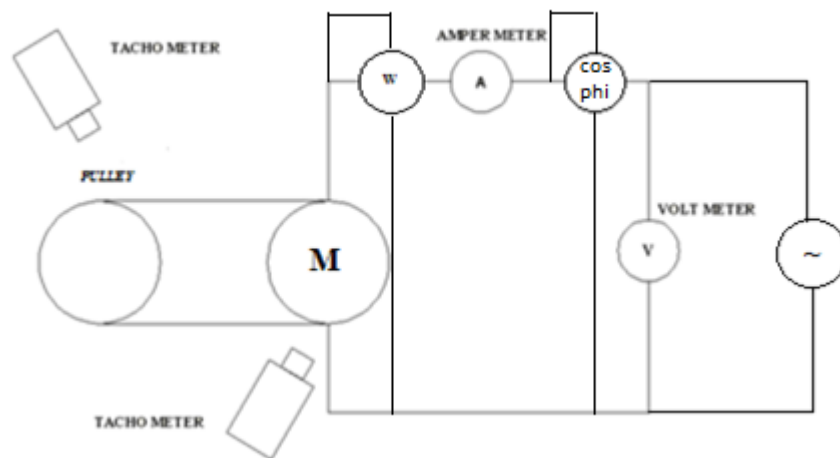 TACHO METER
AMPER METER
W
A
cos
phi
PULLEY
VOLT METER
M
V
~
TACHO METER